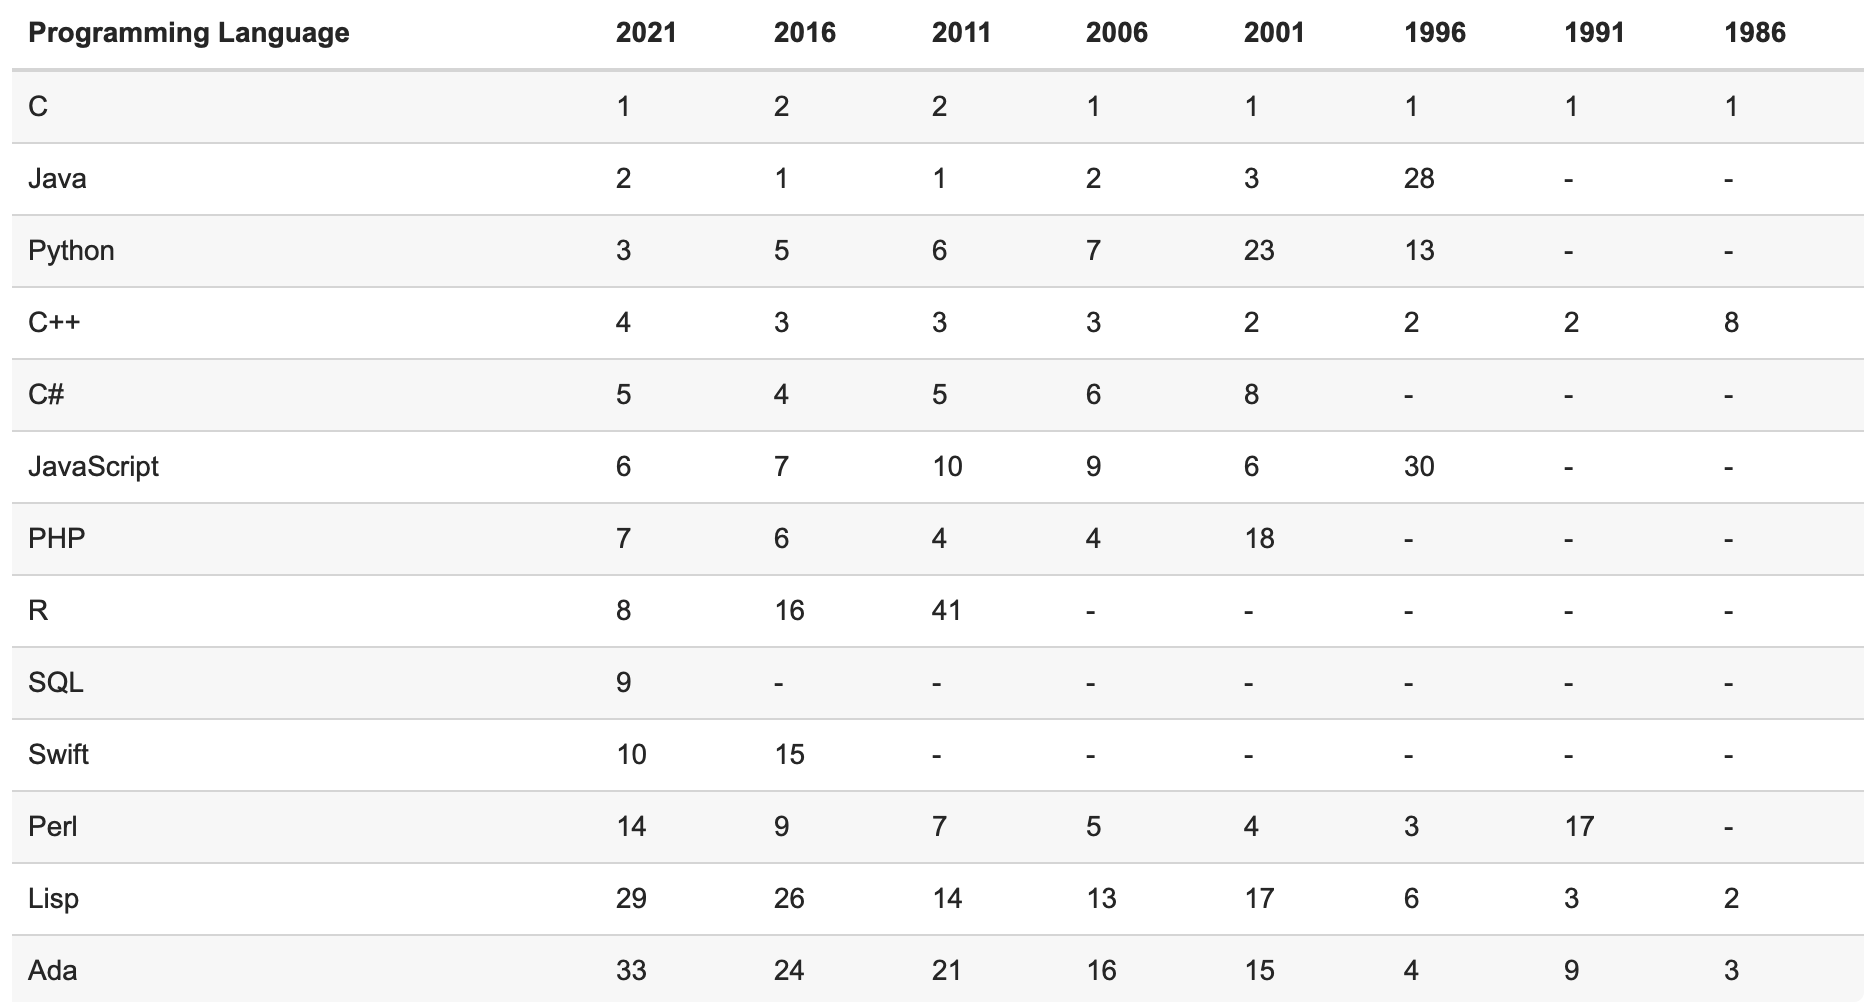 Programming Language 2021 2016 2011 2006 2001 1996 1991 1986
C 1 2 2 1 1 1 1 1
Java 2 1 1 2 3 28 - -
Python 3 5 6 7 23 13 - -
C++ 4 3 3 3 2 2 2 8
C# 5 4 5 6 8 - - -
JavaScript 6 7 10 9 6 30 - -
PHP 7 6 4 4 18 - - -
R 8 16 41 - - - - -
SQL 9 - - - - - - -
Swift 10 15 - - - - - -
Perl 14 9 7 5 4 3 17 -
Lisp 29 26 14 13 17 6 3 2
Ada 33 24 21 16 15 4 9 3